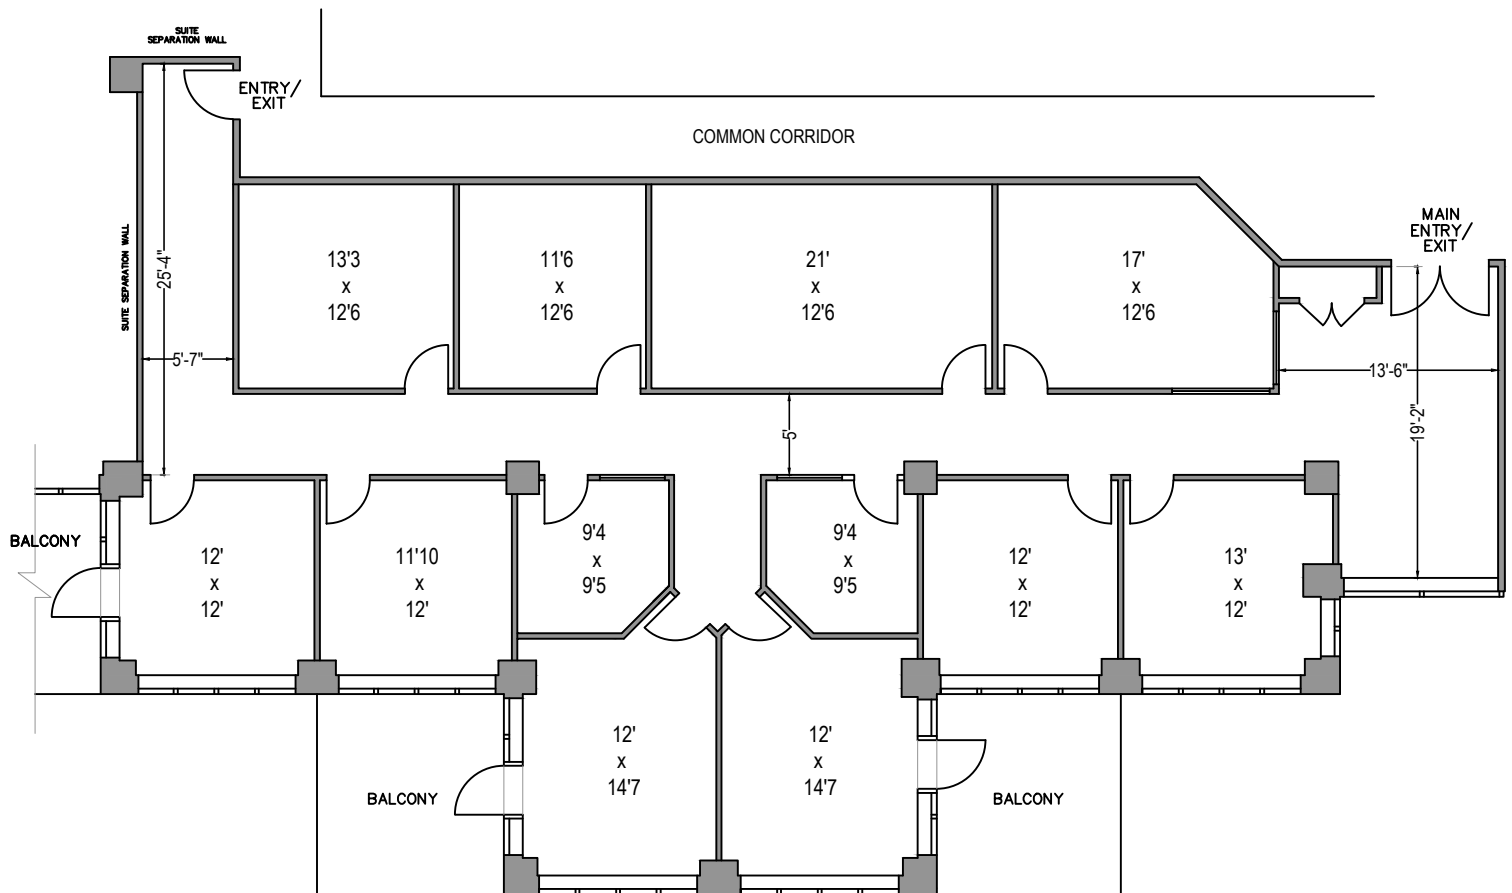 SUITE
SEPARATION WALL
ENTRY/
EXIT
COMMON CORRIDOR
MAIN
ENTRY/
EXIT
SUITE SEPARATION WALL
25'-4"
5'-7"
13'3
x
12'6
11'6
x
12'6
21'
x
12'6
17'
x
12'6
13'-6"
19'-2"
5'
BALCONY
12'
x
12'
11'10
x
12'
9'4
x
9'5
9'4
x
9'5
12'
x
12'
13'
x
12'
BALCONY
12'
x
14'7
12'
x
14'7
BALCONY